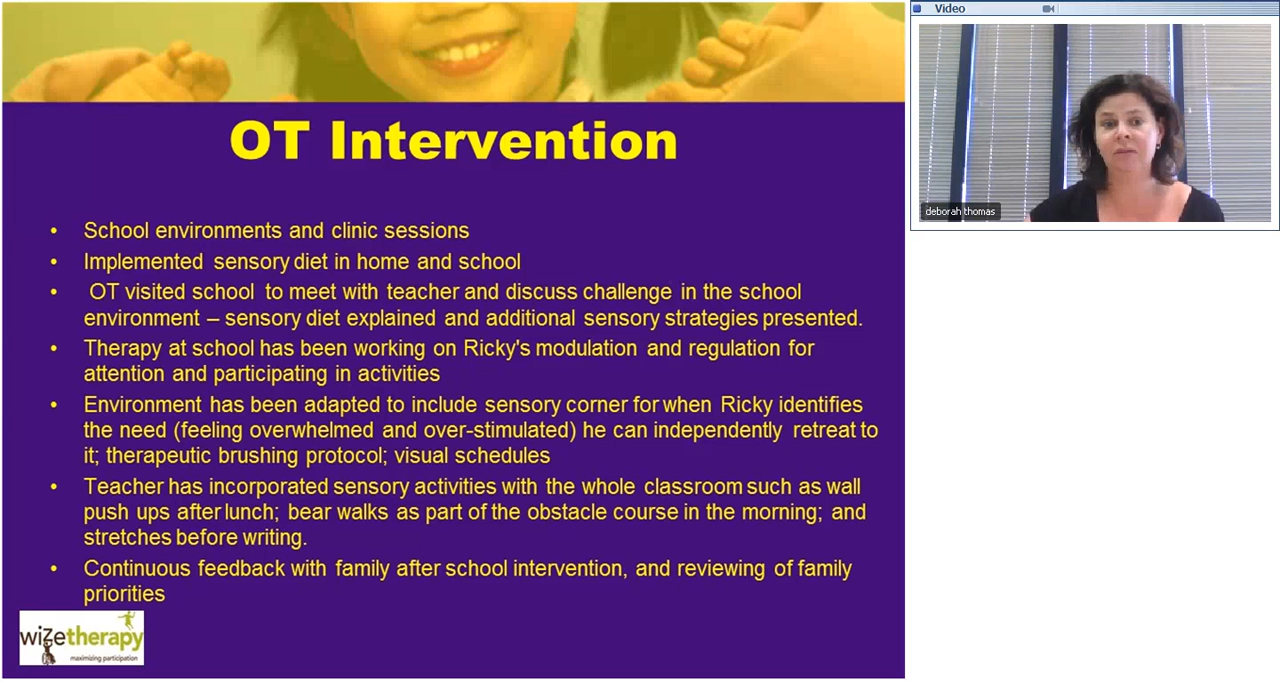 Video
deborah thomas
OT Intervention
• School environments and clinic sessions
• Implemented sensory diet in home and school
• OT visited school to meet with teacher and discuss challenge in the school
environment – sensory diet explained and additional sensory strategies presented.
• Therapy at school has been working on Ricky's modulation and regulation for
attention and participating in activities
• Environment has been adapted to include sensory corner for when Ricky identifies
the need (feeling overwhelmed and over-stimulated) he can independently retreat to
it; therapeutic brushing protocol; visual schedules
• Teacher has incorporated sensory activities with the whole classroom such as wall
push ups after lunch; bear walks as part of the obstacle course in the morning; and
stretches before writing.
• Continuous feedback with family after school intervention, and reviewing of family
priorities
wizetherapy
maximizing participation